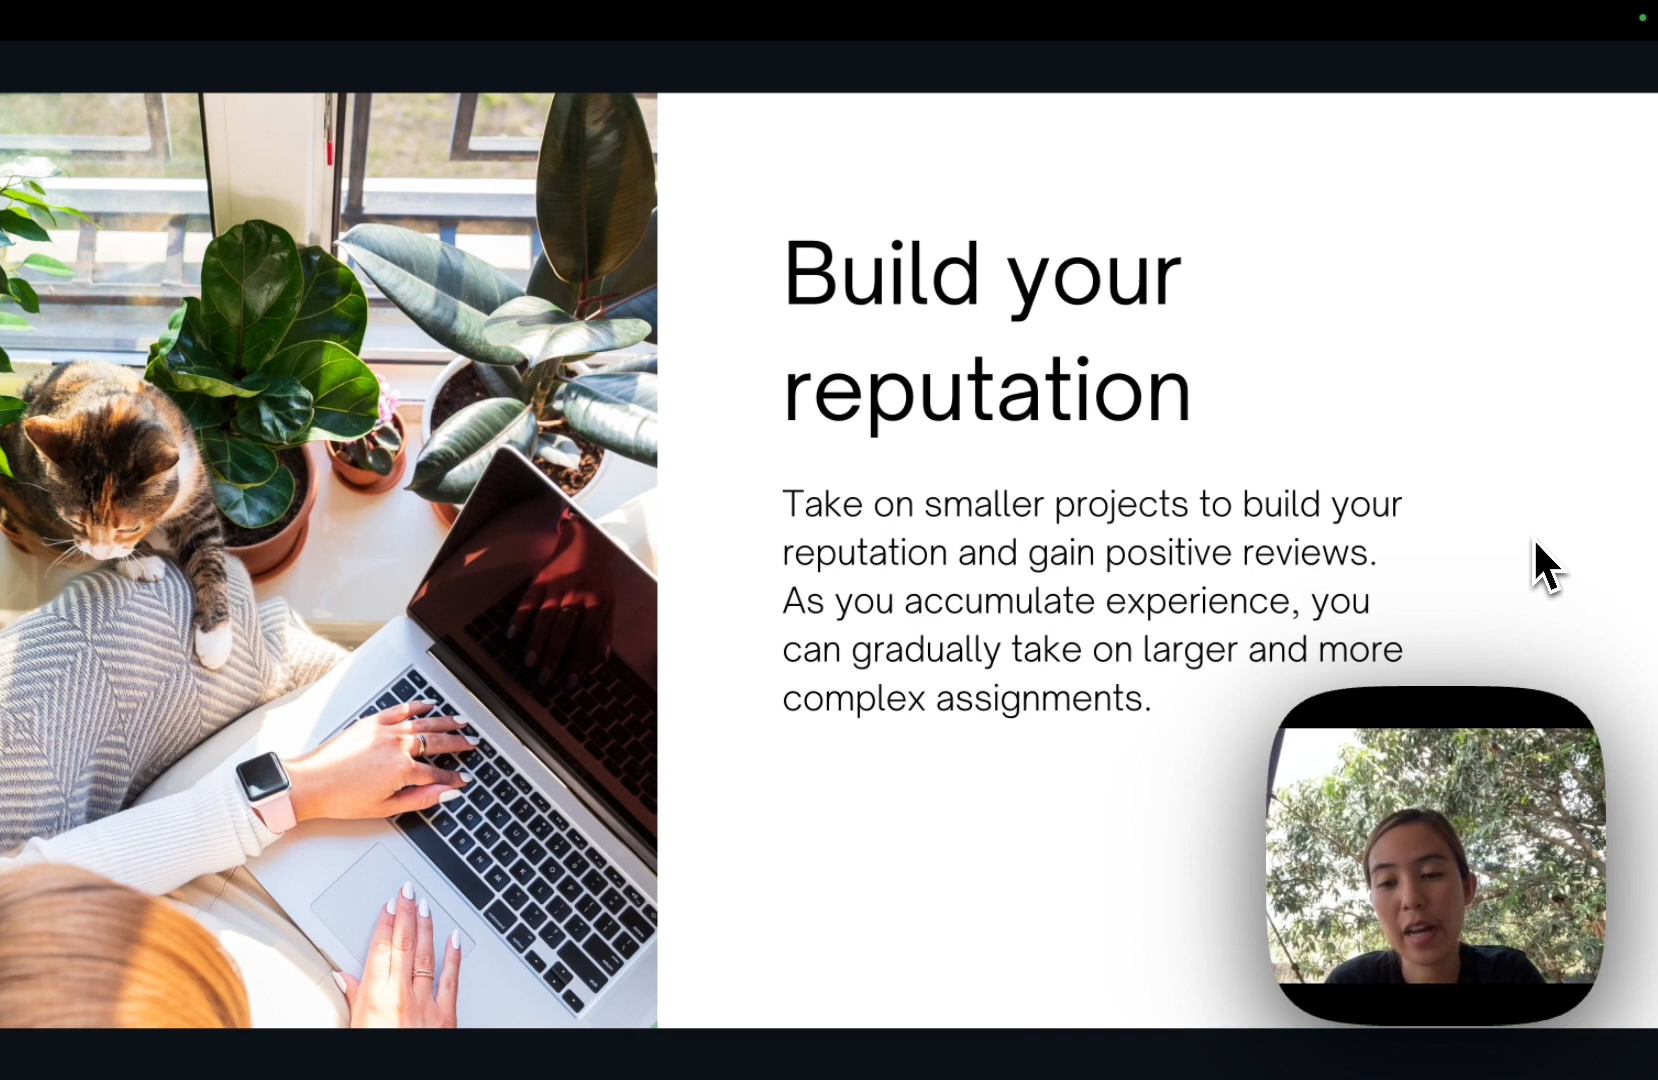 Build your
reputation
Take on smaller projects to build your
reputation and gain positive reviews.
As you accumulate experience, you
can gradually take on larger and more
complex assignments.